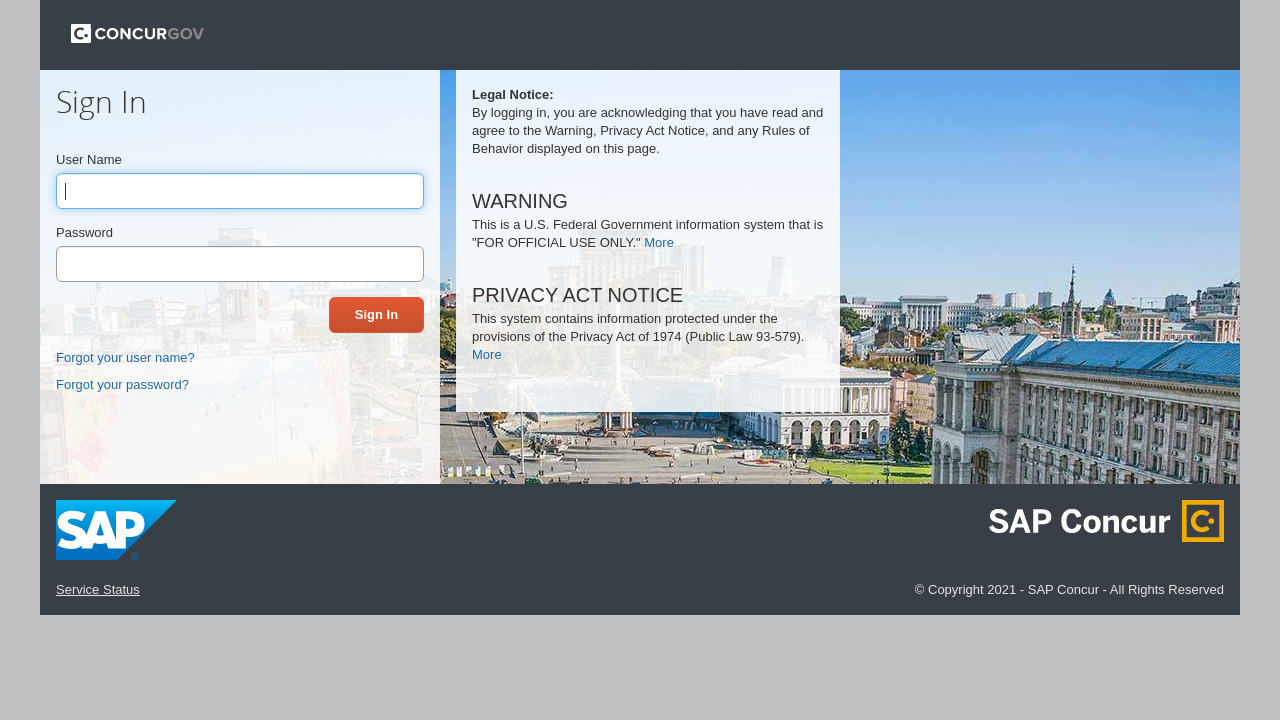 CONCURGOV
Sign In
User Name
Password
Sign In
Forgot your user name?
Forgot your password?
Legal Notice:
By logging in, you are acknowledging that you have read and
agree to the Warning, Privacy Act Notice, and any Rules of
Behavior displayed on this page.
WARNING
This is a U.S. Federal Government information system that is
"FOR OFFICIAL USE ONLY." More
PRIVACY ACT NOTICE
This system contains information protected under the
provisions of the Privacy Act of 1974 (Public Law 93-579).
More
SAP ®
SAP Concur C.
Service Status
© Copyright 2021 - SAP Concur - All Rights Reserved